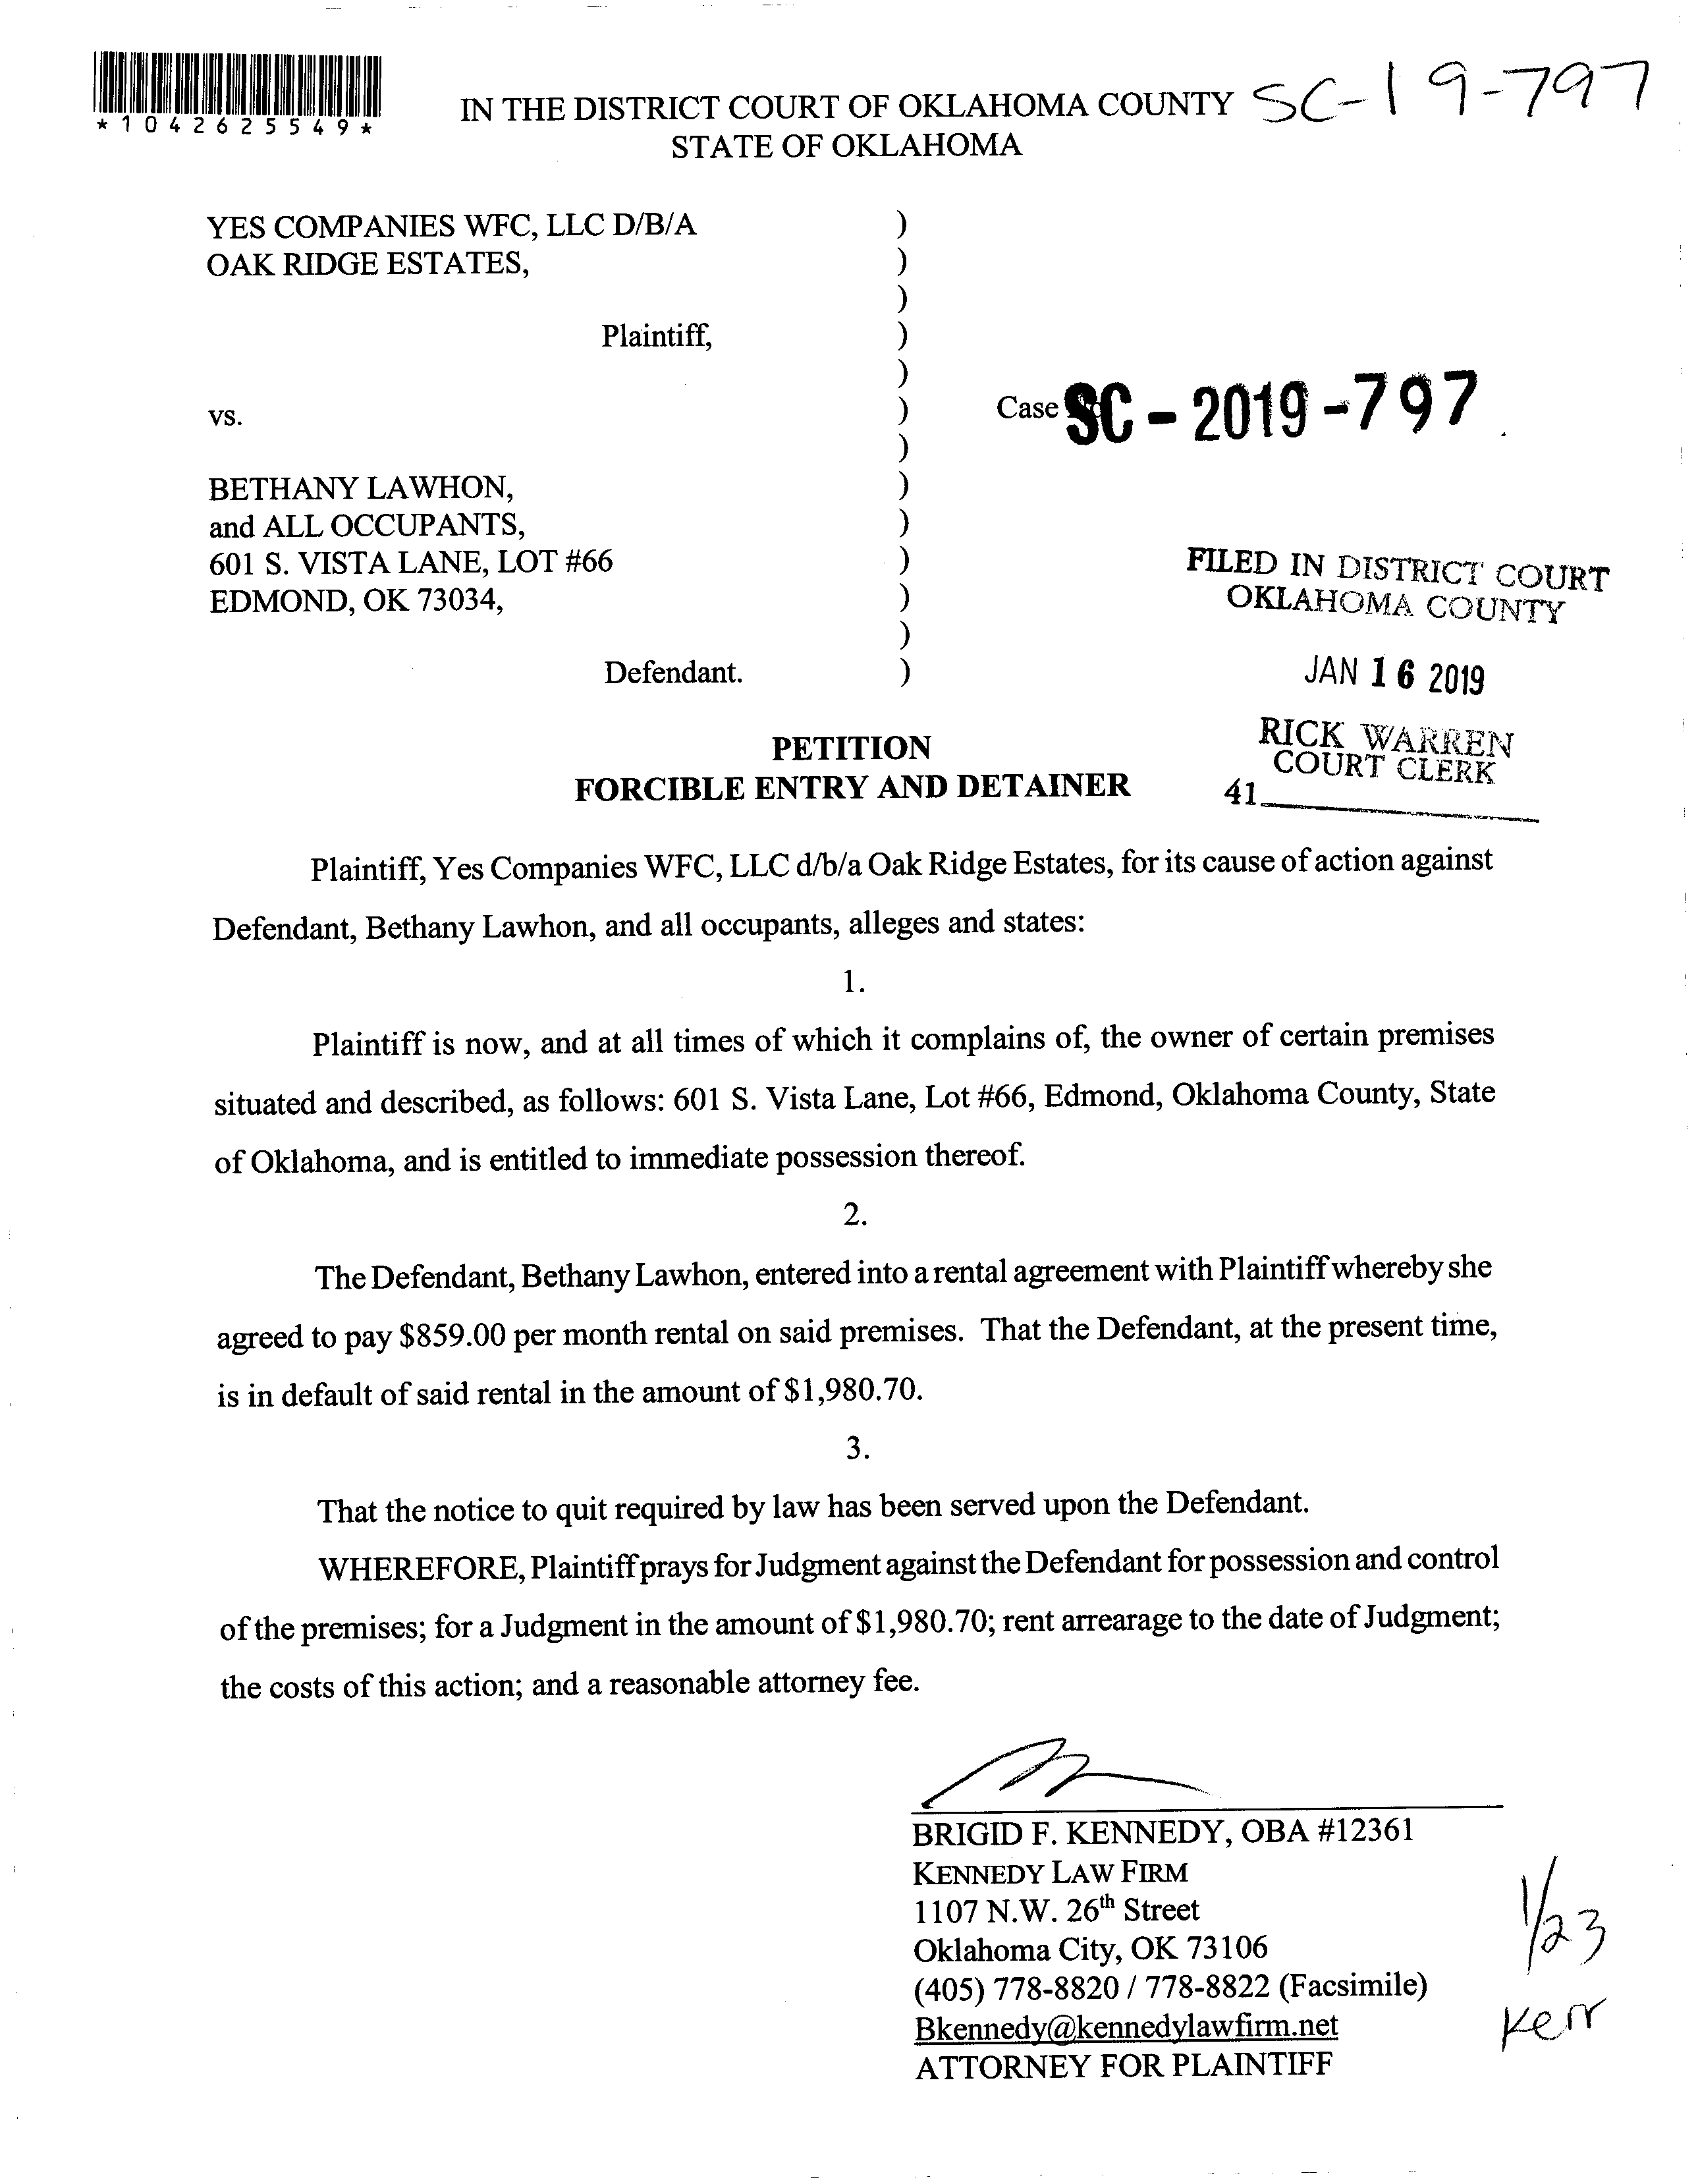 *1042625549*
IN THE DISTRICT COURT OF OKLAHOMA COUNTY SC-19-797
STATE OF OKLAHOMA
YES COMPANIES WFC, LLC D/B/A )
OAK RIDGE ESTATES, )
)
Plaintiff, )
)
vs. ) Case SC-2019-797
)
BETHANY LAWHON, )
and ALL OCCUPANTS, )
601 S. VISTA LANE, LOT #66 )
EDMOND, OK 73034, )
)
Defendant. )
FILED IN DISTRICT COURT
OKLAHOMA COUNTY
JAN 16 2019
RICK WARREN
COURT CLERK
41
PETITION
FORCIBLE ENTRY AND DETAINER
Plaintiff, Yes Companies WFC, LLC d/b/a Oak Ridge Estates, for its cause of action against
Defendant, Bethany Lawhon, and all occupants, alleges and states:
1.
Plaintiff is now, and at all times of which it complains of, the owner of certain premises
situated and described, as follows: 601 S. Vista Lane, Lot #66, Edmond, Oklahoma County, State
of Oklahoma, and is entitled to immediate possession thereof.
2.
The Defendant, Bethany Lawhon, entered into a rental agreement with Plaintiff whereby she
agreed to pay $859.00 per month rental on said premises. That the Defendant, at the present time,
is in default of said rental in the amount of $1,980.70.
3.
That the notice to quit required by law has been served upon the Defendant.
WHEREFORE, Plaintiff prays for Judgment against the Defendant for possession and control
of the premises; for a Judgment in the amount of $1,980.70; rent arrearage to the date of Judgment;
the costs of this action; and a reasonable attorney fee.
BRIGID F. KENNEDY, OBA #12361
KENNEDY LAW FIRM
1107 N.W. 26th Street
Oklahoma City, OK 73106
(405) 778-8820 / 778-8822 (Facsimile)
Bkennedy@kennedylawfirm.net
ATTORNEY FOR PLAINTIFF
1/23
Kerr